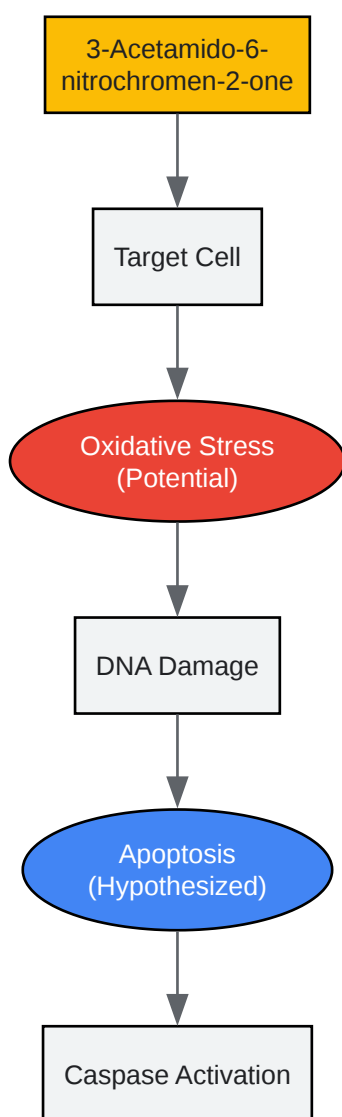 3-Acetamido-6-
nitrochromen-2-one
Target Cell
Oxidative Stress
(Potential)
DNA Damage
Apoptosis
(Hypothesized)
Caspase Activation